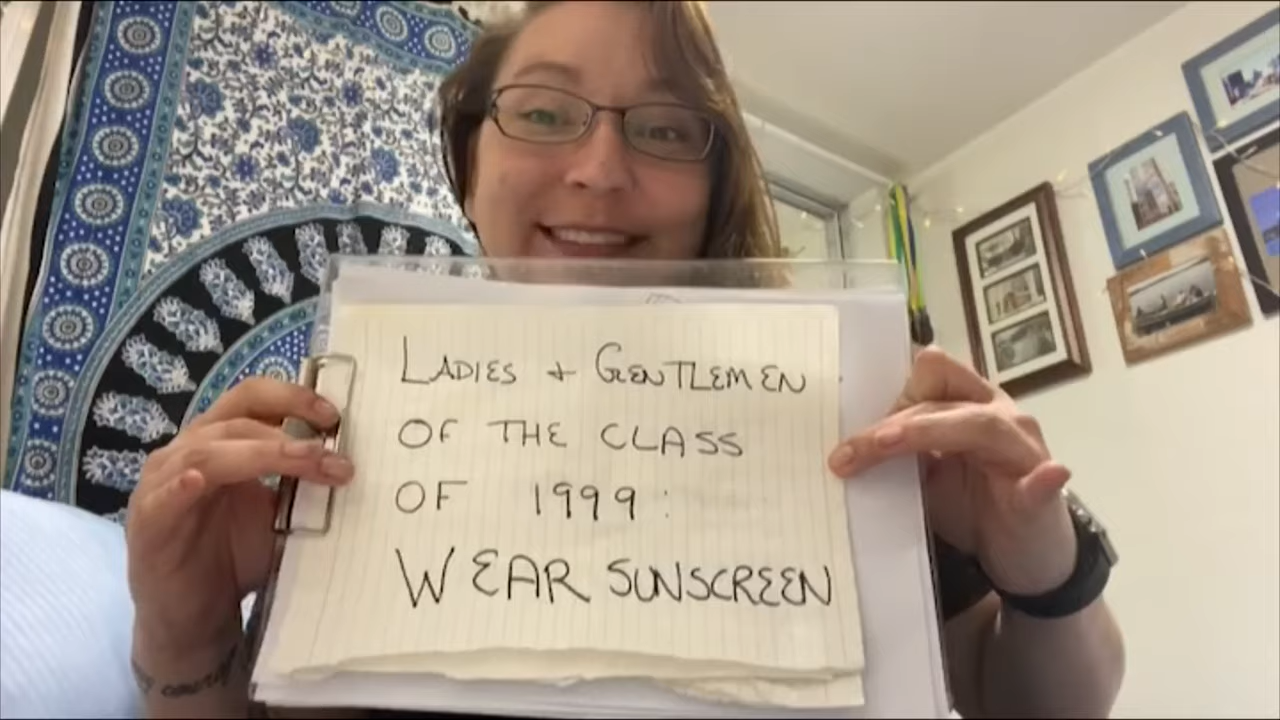 LADIES + GENTLEMEN
OF THE CLASS
OF 1999:
WEAR SUNSCREEN